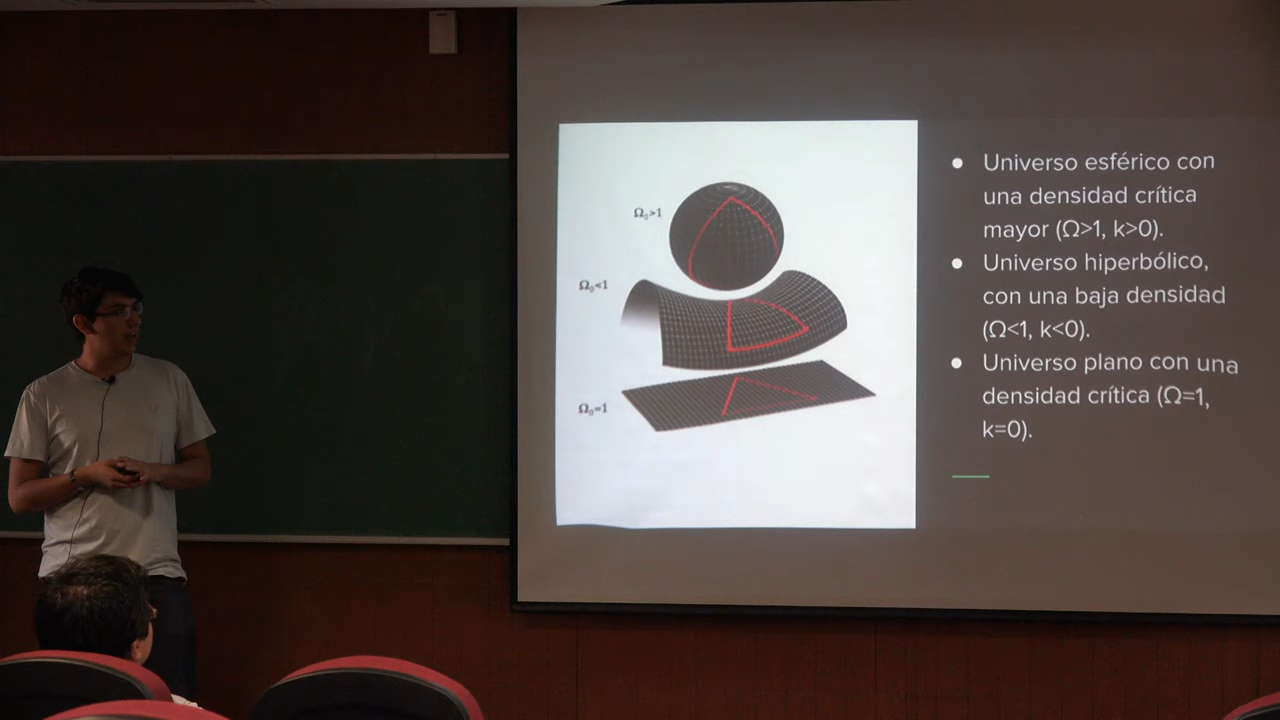 Ω₀>1
Ω₀<1
Ω₀=1
● Universo esférico con
una densidad crítica
mayor (Ω>1, k>0).
● Universo hiperbólico,
con una baja densidad
(Ω<1, k<0).
● Universo plano con una
densidad crítica (Ω=1,
k=0).